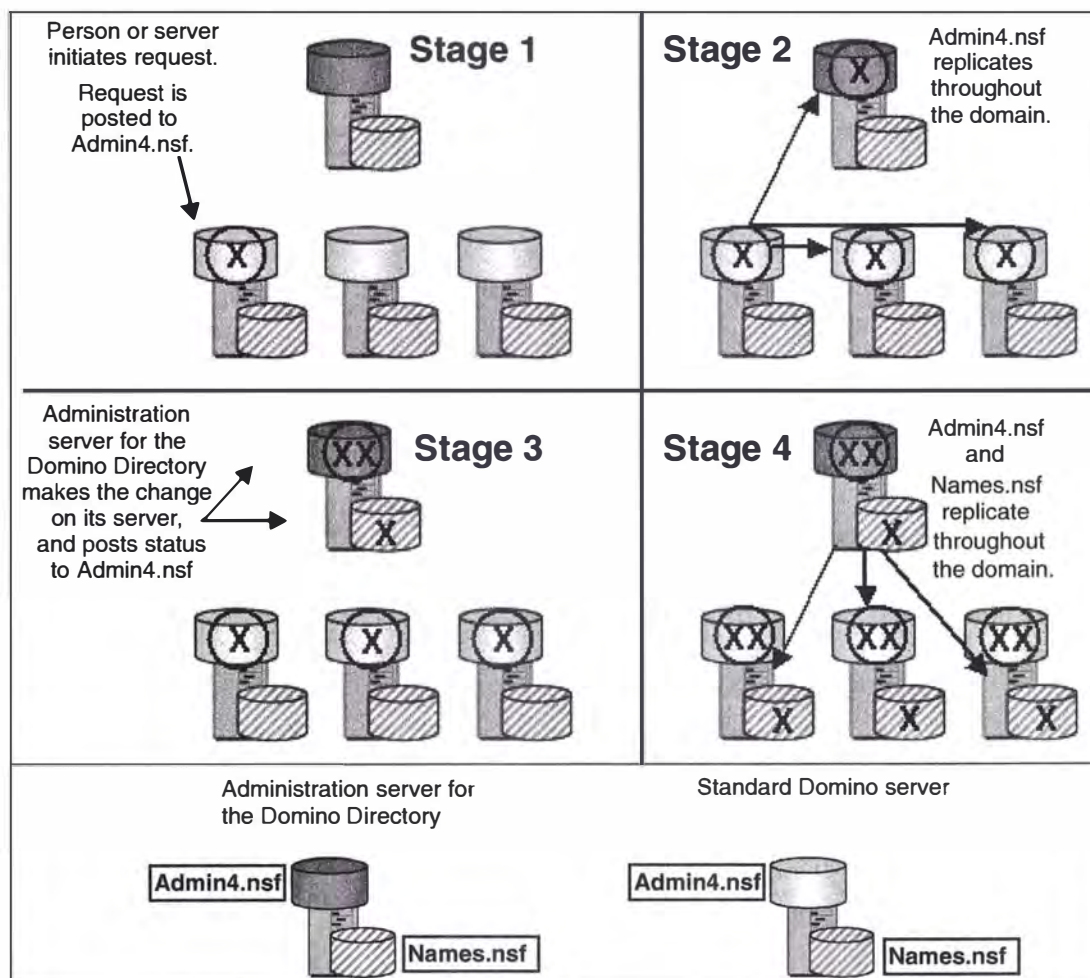 Person or server
initiates request.
Request is
posted to
Admin4.nsf.
Stage 1
X
Stage 2
Admin4.nsf
replicates
throughout
the domain.
X
X
X
X
Administration
server for the
Domino Directory
makes the change
on its server,
and posts status
to Admin4.nsf
Stage 3
XX
X
X
X
X
Stage 4
Admin4.nsf
and
Names.nsf
replicate
throughout
the domain.
XX
X
XX
XX
XX
X
X
X
Administration server for
the Domino Directory
Admin4.nsf
Names.nsf
Standard Domino server
Admin4.nsf
Names.nsf